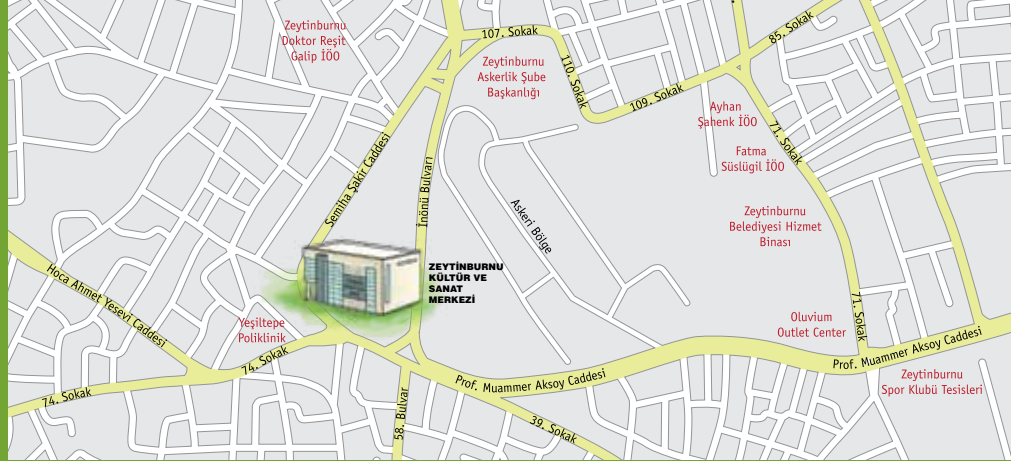 Zeytinburnu
Doktor Reşit
Galip İÖO
107. Sokak
85. Sokak
Zeytinburnu
Askerlik Şube
Başkanlığı
110. Sokak
109. Sokak
Ayhan
Şahenk İÖO
71. Sokak
Fatma
Süslügil İÖO
Semiha Şakir Caddesi
İnönü Bulvarı
Askeri Bölge
Zeytinburnu
Belediyesi Hizmet
Binası
ZEYTİNBURNU
KÜLTÜR VE
SANAT
MERKEZİ
Hoca Ahmet Yesevi Caddesi
Yeşiltepe
Poliklinik
Oluvium
Outlet Center
71. Sokak
74. Sokak
Prof. Muammer Aksoy Caddesi
Prof. Muammer Aksoy Caddesi
Zeytinburnu
Spor Klubü Tesisleri
74. Sokak
58. Bulvar
39. Sokak